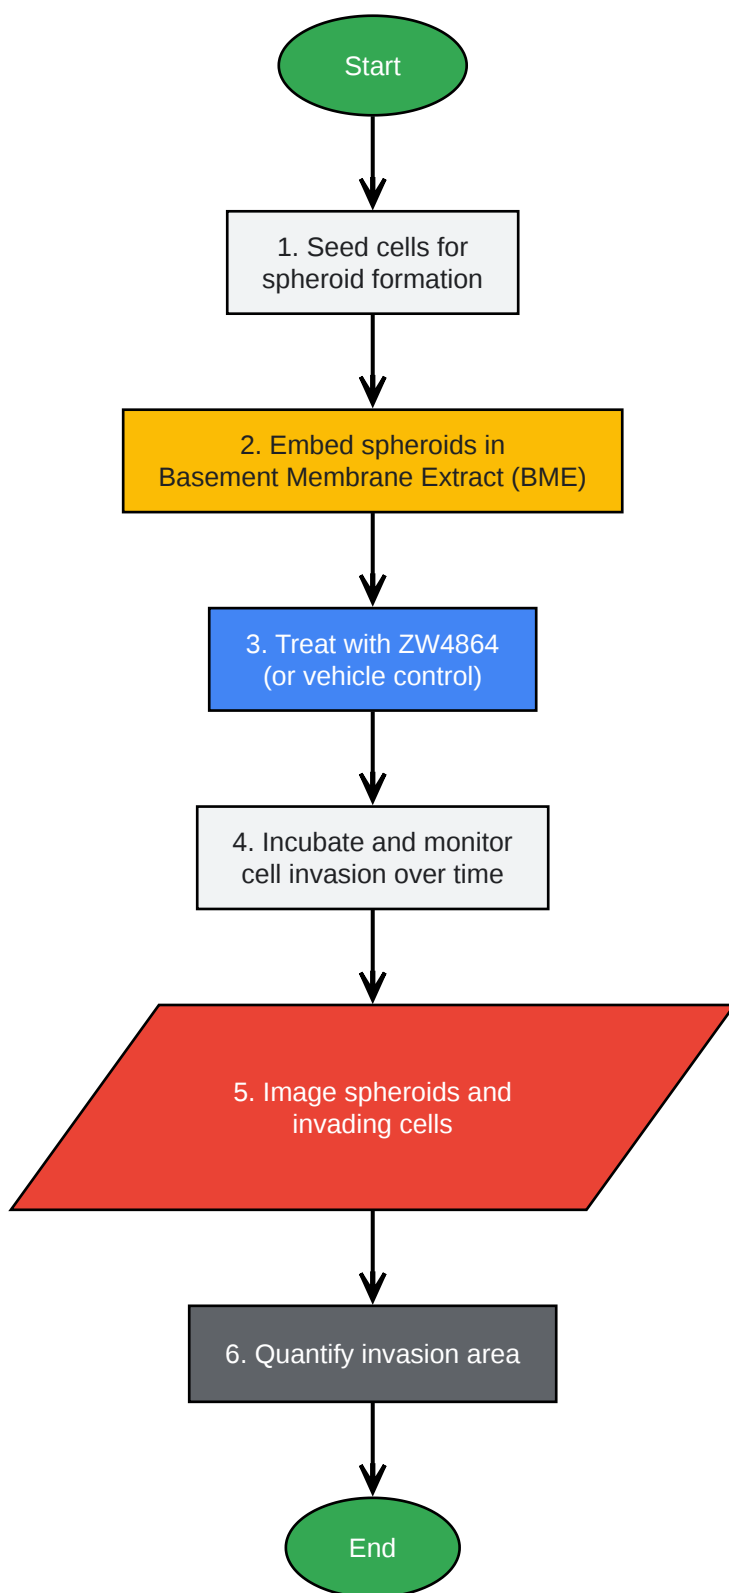 Start
1. Seed cells for
spheroid formation
2. Embed spheroids in
Basement Membrane Extract (BME)
3. Treat with ZW4864
(or vehicle control)
4. Incubate and monitor
cell invasion over time
5. Image spheroids and
invading cells
6. Quantify invasion area
End